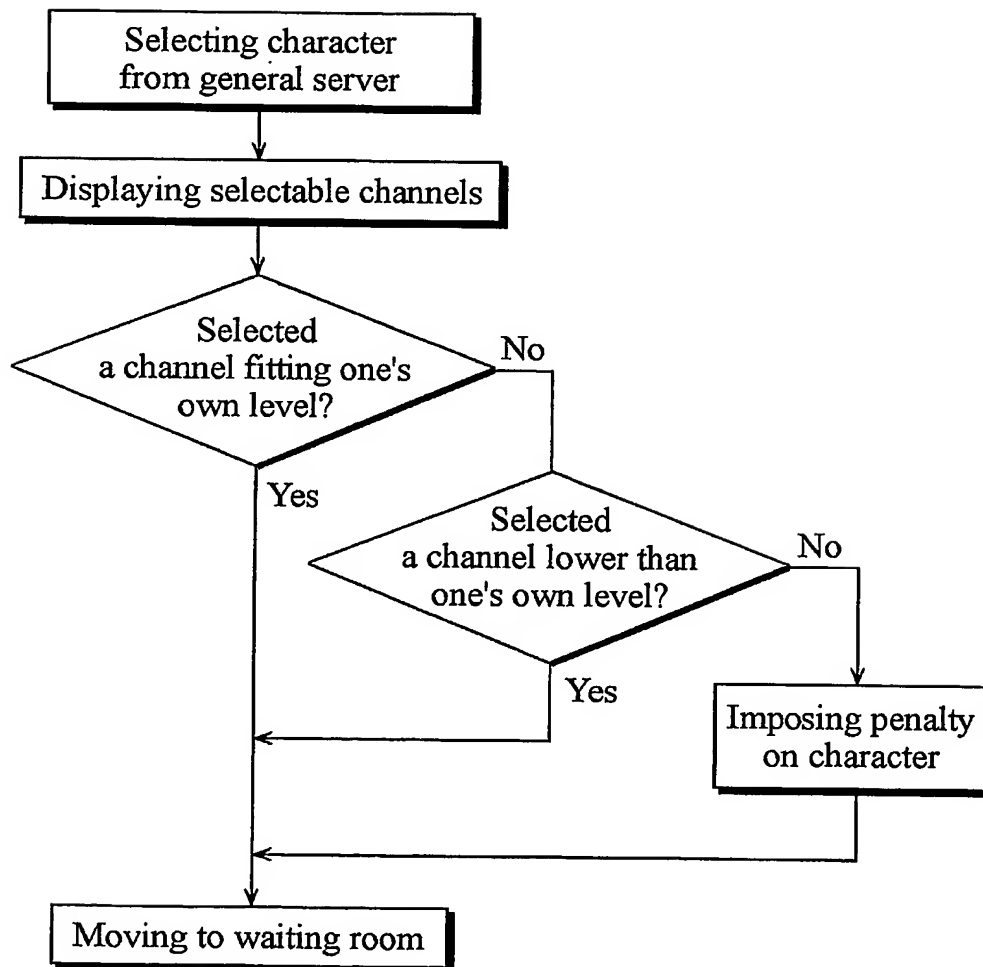 Selecting character
from general server
Displaying selectable channels
Selected
a channel fitting one's
own level?
No
Yes
Selected
a channel lower than
one's own level?
No
Yes
Imposing penalty
on character
Moving to waiting room